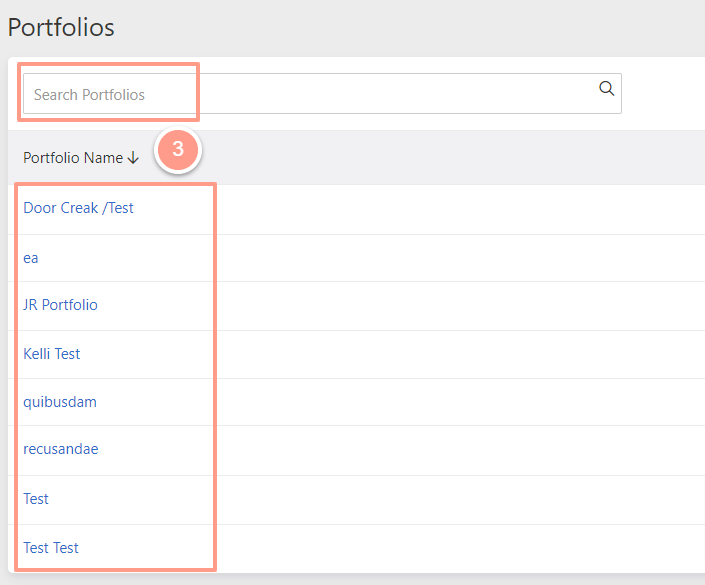 Portfolios
Search Portfolios
Portfolio Name
3
Door Creak /Test
ea
JR Portfolio
Kelli Test
quibusdam
recusandae
Test
Test Test